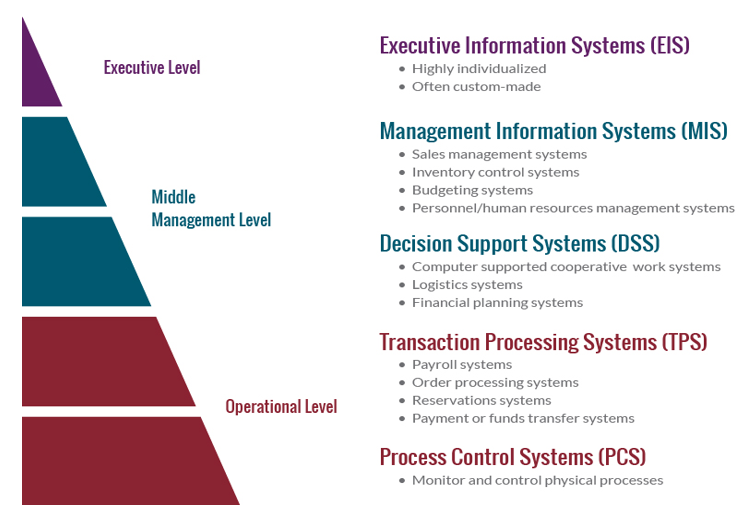 Executive Level
Executive Information Systems (EIS)
• Highly individualized
• Often custom-made
Middle
Management Level
Management Information Systems (MIS)
• Sales management systems
• Inventory control systems
• Budgeting systems
• Personnel/human resources management systems
Decision Support Systems (DSS)
• Computer supported cooperative work systems
• Logistics systems
• Financial planning systems
Operational Level
Transaction Processing Systems (TPS)
• Payroll systems
• Order processing systems
• Reservations systems
• Payment or funds transfer systems
Process Control Systems (PCS)
• Monitor and control physical processes